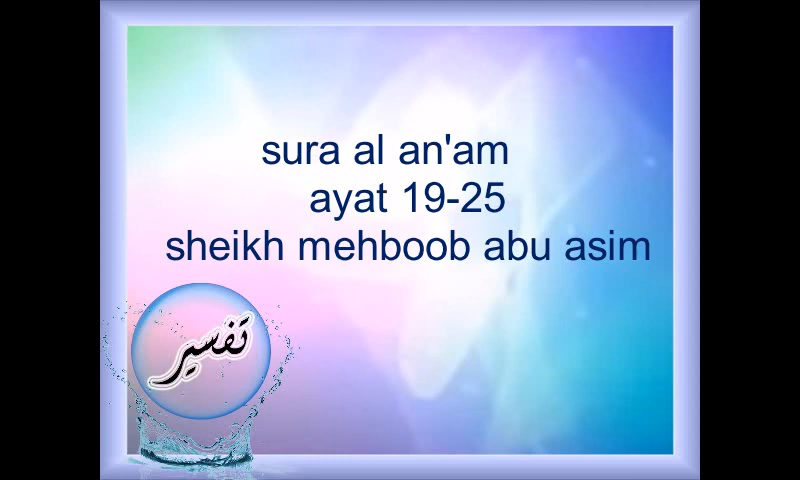 sura al an'am
ayat 19-25
sheikh mehboob abu asim
تفسير